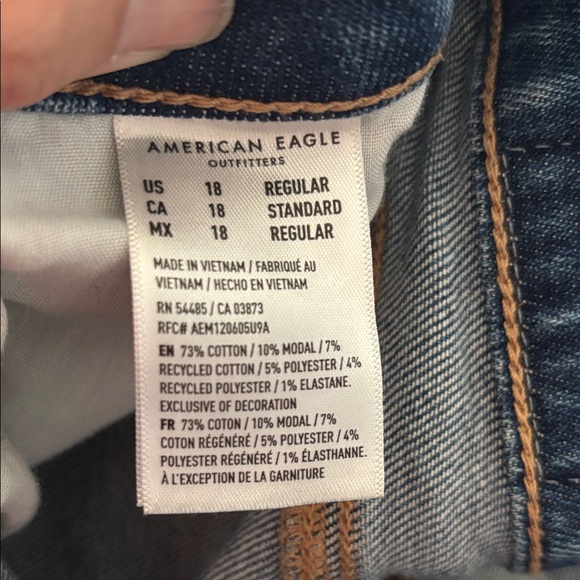 AMERICAN EAGLE
OUTFITTERS
US 18 REGULAR
CA 18 STANDARD
MX 18 REGULAR
MADE IN VIETNAM / FABRIQUÉ AU
VIETNAM / HECHO EN VIETNAM
RN 54485 / CA 03873
RFC# AEM120605U9A
EN 73% COTTON / 10% MODAL / 7%
RECYCLED COTTON / 5% POLYESTER / 4%
RECYCLED POLYESTER / 1% ELASTANE.
EXCLUSIVE OF DECORATION
FR 73% COTON / 10% MODAL / 7%
COTON RÉGÉNÉRÉ / 5% POLYESTER / 4%
POLYESTER RÉGÉNÉRÉ / 1% ÉLASTHANNE.
À L'EXCEPTION DE LA GARNITURE